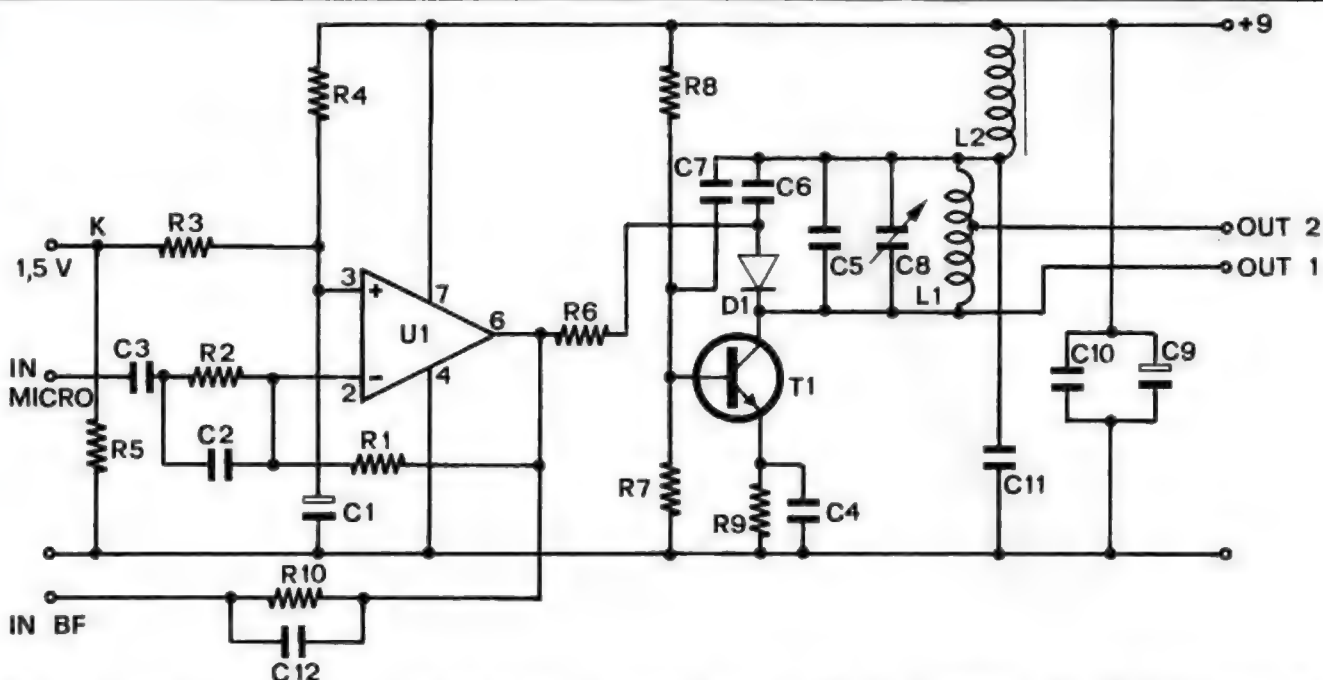 +9
R4
R8
L2
C7
C6
K
R3
OUT 2
1,5 V
C5
C8
OUT 1
L1
3
+
7
D1
U1
6
R6
C3
R2
C10
C9
IN
MICRO
2
-
4
T1
R5
C2
R1
C1
R7
R9
C4
C11
R10
IN BF
C12